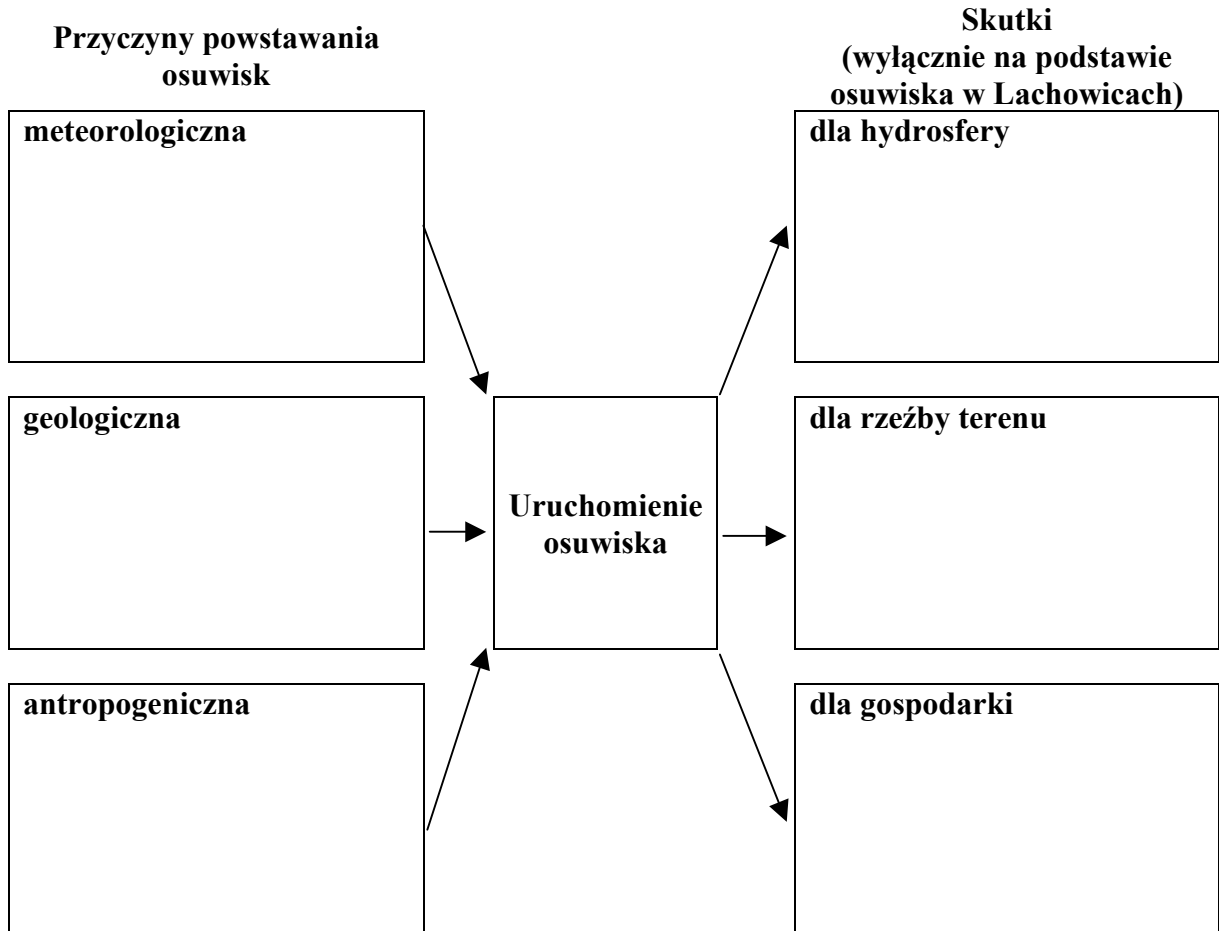 Przyczyny powstawania
osuwisk
Skutki
(wyłącznie na podstawie
osuwiska w Lachowicach)
meteorologiczna
dla hydrosfery
geologiczna
Uruchomienie
osuwiska
dla rzeźby terenu
antropogeniczna
dla gospodarki